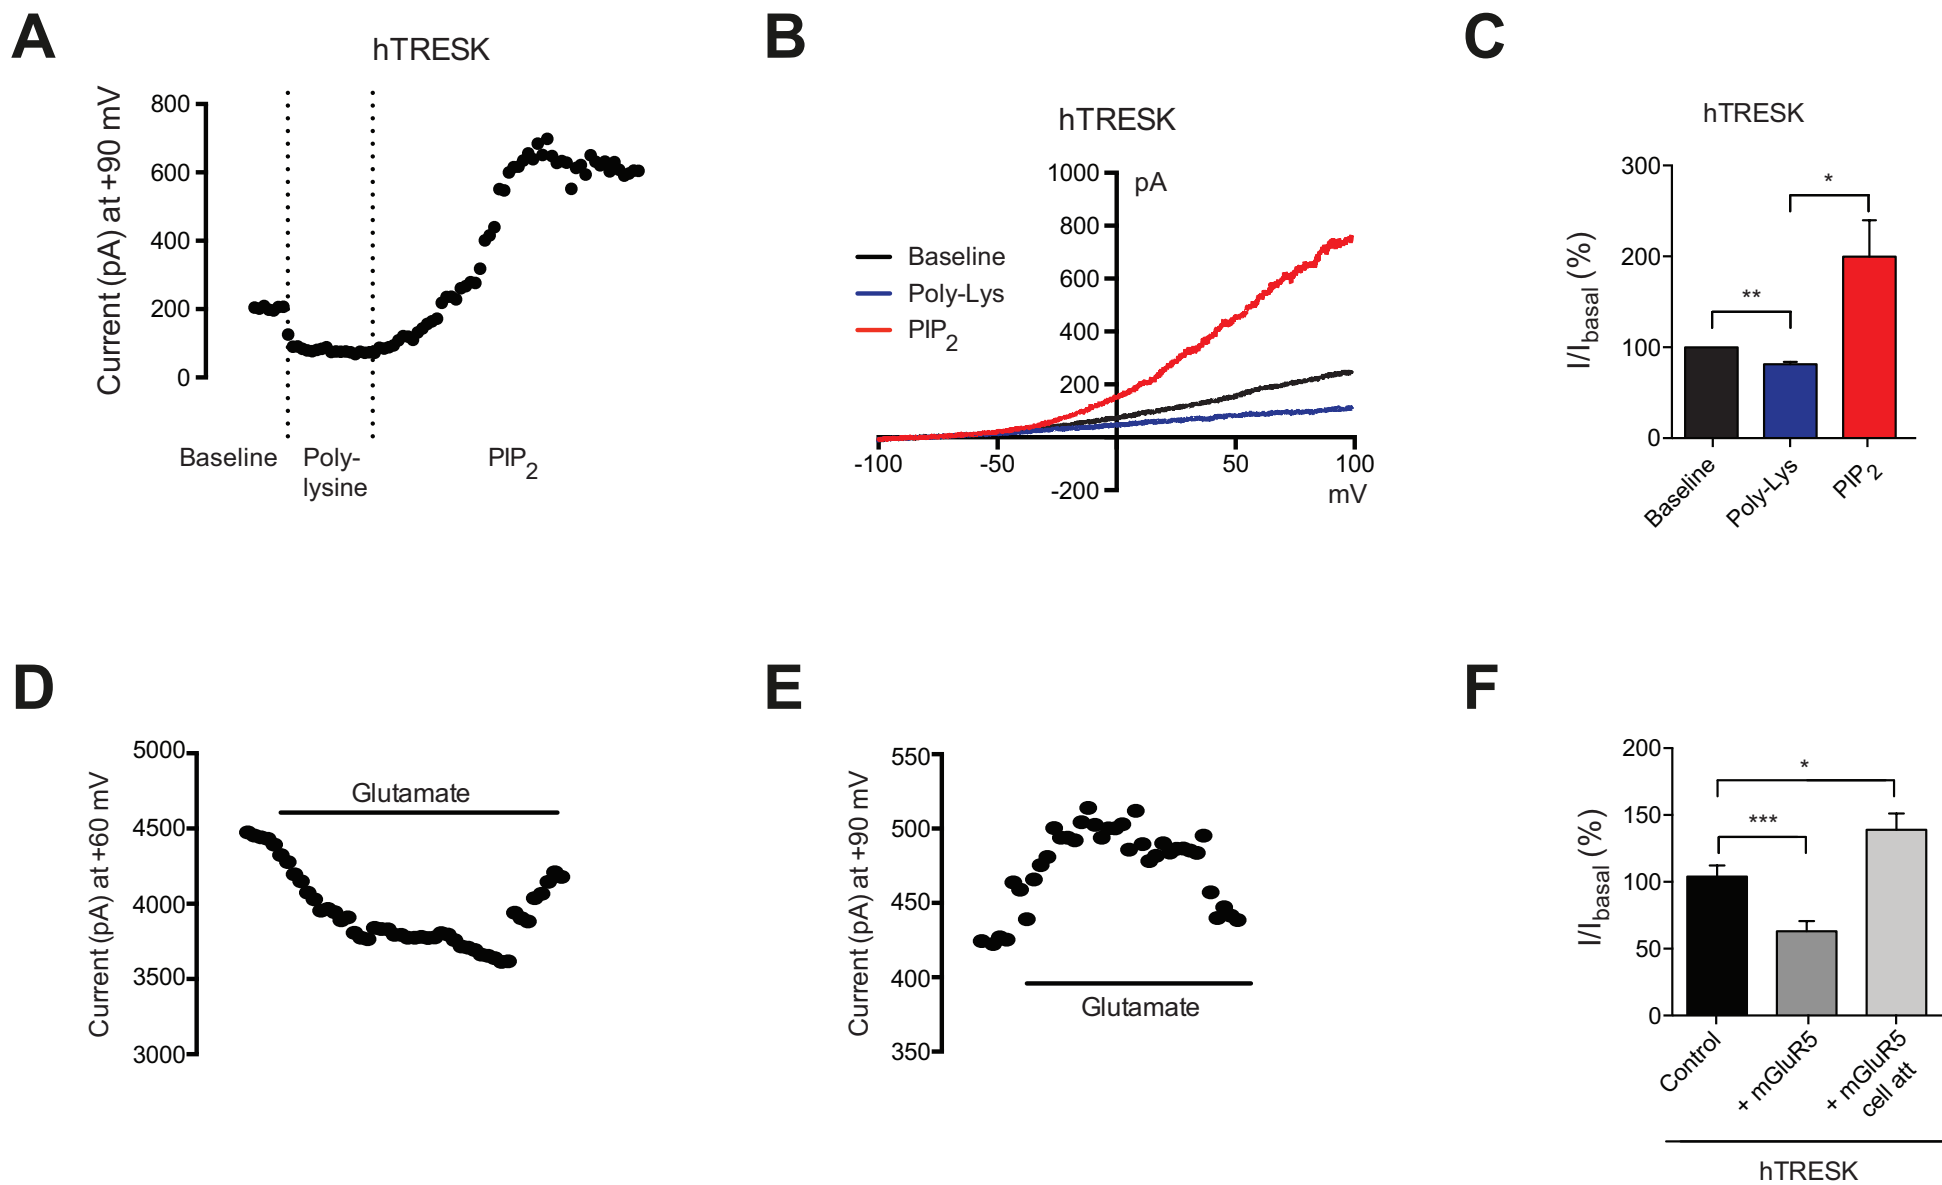 A
hTRESK
Current (pA) at +90 mV
800
600
400
200
0
Baseline
Poly-
lysine
PIP2
B
hTRESK
pA
1000
800
600
400
200
-200
-100
-50
50
100
mV
Baseline
Poly-Lys
PIP2
C
hTRESK
I/Ibasal (%)
300
200
100
0
**
*
Baseline
Poly-Lys
PIP2
D
Current (pA) at +60 mV
5000
4500
4000
3500
3000
Glutamate
E
Current (pA) at +90 mV
550
500
450
400
350
Glutamate
F
I/Ibasal (%)
200
150
100
50
0
*
***
Control
+ mGluR5
+ mGluR5
cell att
hTRESK